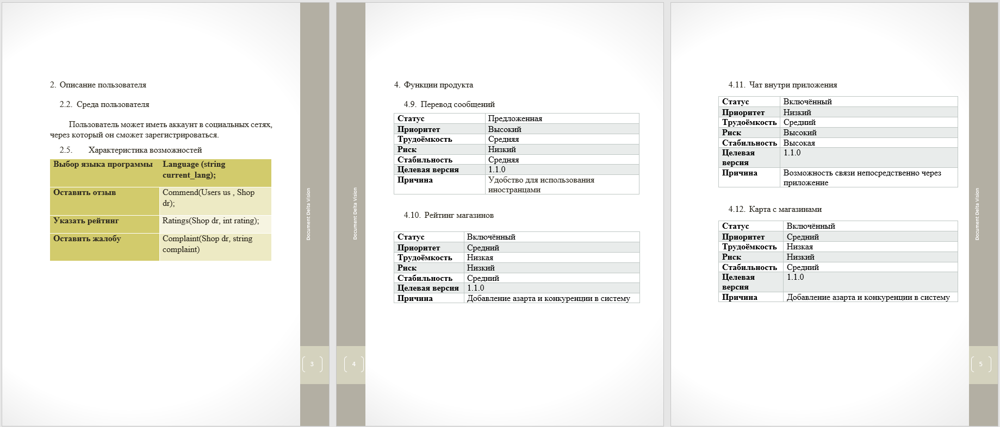 2. Описание пользователя
2.2. Среда пользователя
Пользователь может иметь аккаунт в социальных сетях,
через который он сможет зарегистрироваться.
2.5. Характеристика возможностей
Выбор языка программы Language (string
current_lang);
Оставить отзыв Commend(Users us , Shop
dr);
Указать рейтинг Ratings(Shop dr, int rating);
Оставить жалобу Complaint(Shop dr, string
complaint)
Document Delta Vision
3
4. Функции продукта
4.9. Перевод сообщений
Статус Предложенная
Приоритет Высокий
Трудоёмкость Средняя
Риск Низкий
Стабильность Средняя
Целевая версия 1.1.0
Причина Удобство для использования
иностранцами
4.10. Рейтинг магазинов
Статус Включённый
Приоритет Средний
Трудоёмкость Низкая
Риск Низкий
Стабильность Средний
Целевая версия 1.1.0
Причина Добавление азарта и конкуренции в систему
Document Delta Vision
4
4.11. Чат внутри приложения
Статус Включённый
Приоритет Низкий
Трудоёмкость Средний
Риск Высокий
Стабильность Высокая
Целевая 1.1.0
версия
Причина Возможность связи непосредственно через
приложение
4.12. Карта с магазинами
Статус Включённый
Приоритет Средний
Трудоёмкость Низкая
Риск Низкий
Стабильность Средний
Целевая 1.1.0
версия
Причина Добавление азарта и конкуренции в систему
Document Delta Vision
5